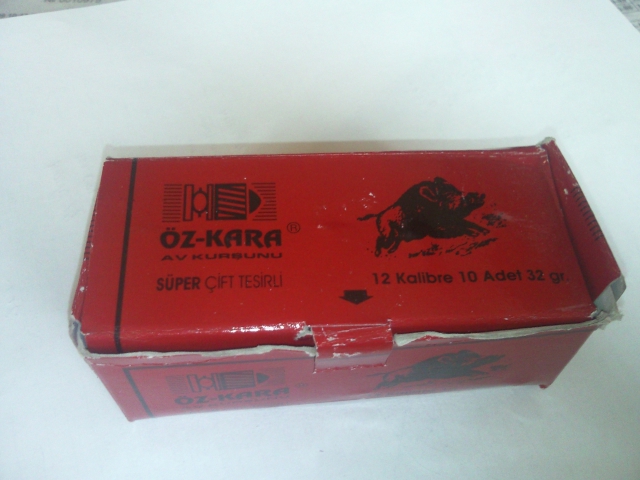 ÖZ-KARA ®
AV KURŞUNU
SÜPER ÇİFT TESİRLİ
12 Kalibre 10 Adet 32 gr.
ÖZ-KARA